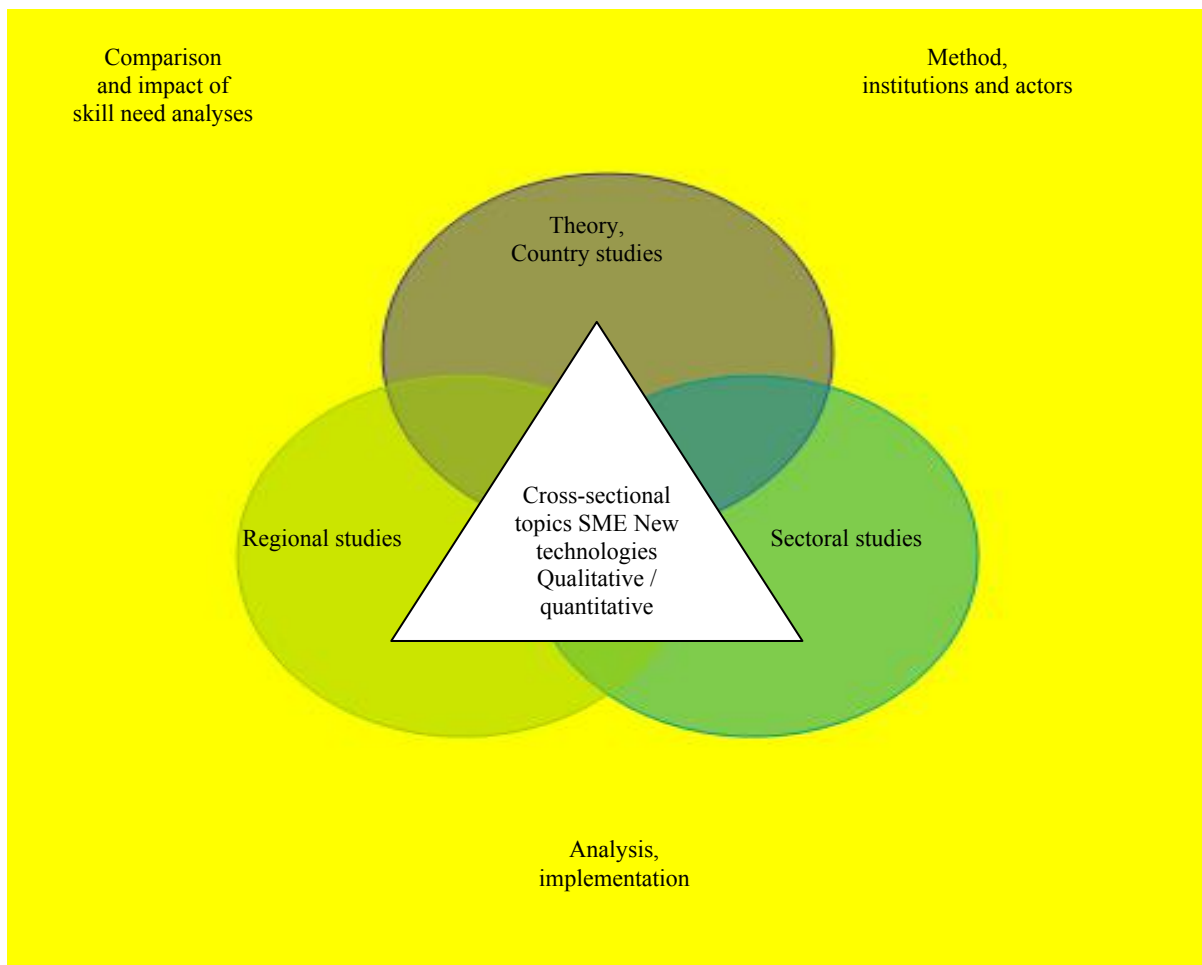 Comparison
and impact of
skill need analyses
Method,
institutions and actors
Theory,
Country studies
Regional studies
Cross-sectional
topics SME New
technologies
Qualitative /
quantitative
Sectoral studies
Analysis,
implementation